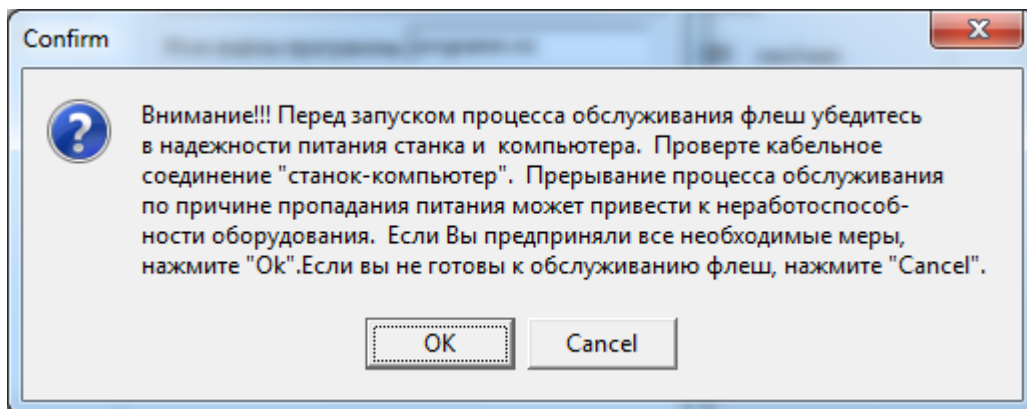 Confirm
Внимание!!! Перед запуском процесса обслуживания флеш убедитесь
в надежности питания станка и  компьютера.  Проверте кабельное
соединение "станок-компьютер".  Прерывание процесса обслуживания
по причине пропадания питания может привести к неработоспособ-
ности оборудования.  Если Вы предприняли все необходимые меры,
нажмите "Ok".Если вы не готовы к обслуживанию флеш, нажмите "Cancel".
OK
Cancel